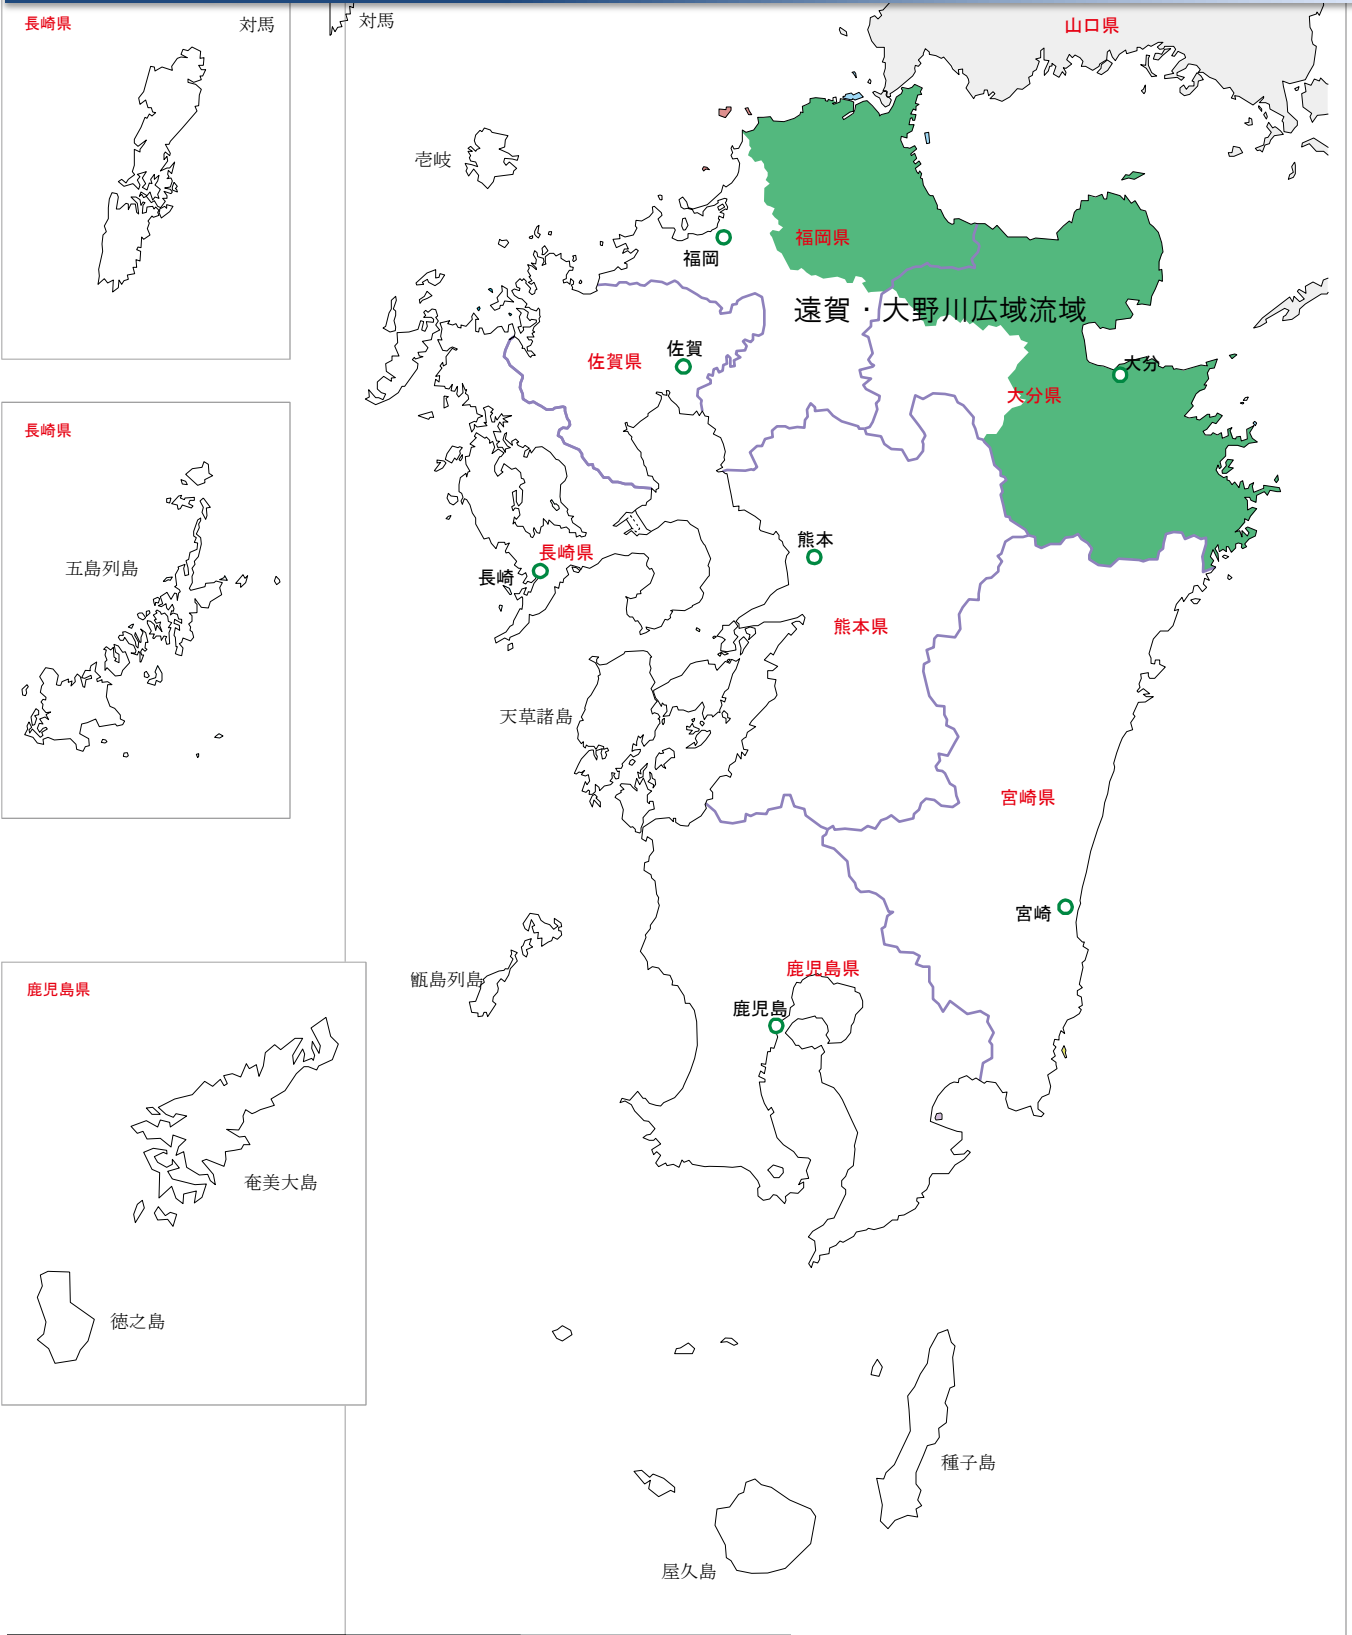 長崎県
対馬
対馬
山口県
壱岐
福岡県
福岡
遠賀・大野川広域流域
佐賀
佐賀県
大分
大分県
長崎県
五島列島
熊本
長崎県
長崎
熊本県
天草諸島
宮崎県
宮崎
鹿児島県
甑島列島
鹿児島県
鹿児島
奄美大島
徳之島
種子島
屋久島